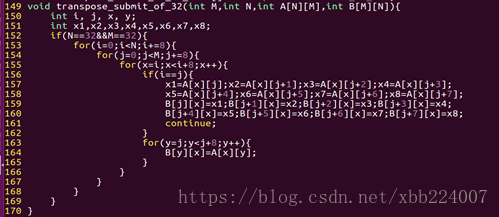 149 void transpose_submit_of_32(int M,int N,int A[N][M],int B[M][N]){
150 int i, j, x, y;
151 int x1,x2,x3,x4,x5,x6,x7,x8;
152 if(N==32&&M==32){
153 for(i=0;i<N;i+=8){
154 for(j=0;j<M;j+=8){
155 for(x=i;x<i+8;x++){
156 if(i==j){
157 x1=A[x][j];x2=A[x][j+1];x3=A[x][j+2];x4=A[x][j+3];
158 x5=A[x][j+4];x6=A[x][j+5];x7=A[x][j+6];x8=A[x][j+7];
159 B[j][x]=x1;B[j+1][x]=x2;B[j+2][x]=x3;B[j+3][x]=x4;
160 B[j+4][x]=x5;B[j+5][x]=x6;B[j+6][x]=x7;B[j+7][x]=x8;
161 continue;
162 }
163 for(y=j;y<j+8;y++){
164 B[y][x]=A[x][y];
165 }
166 }
167 }
168 }
169 }
170 }
https://blog.csdn.net/xbb224007